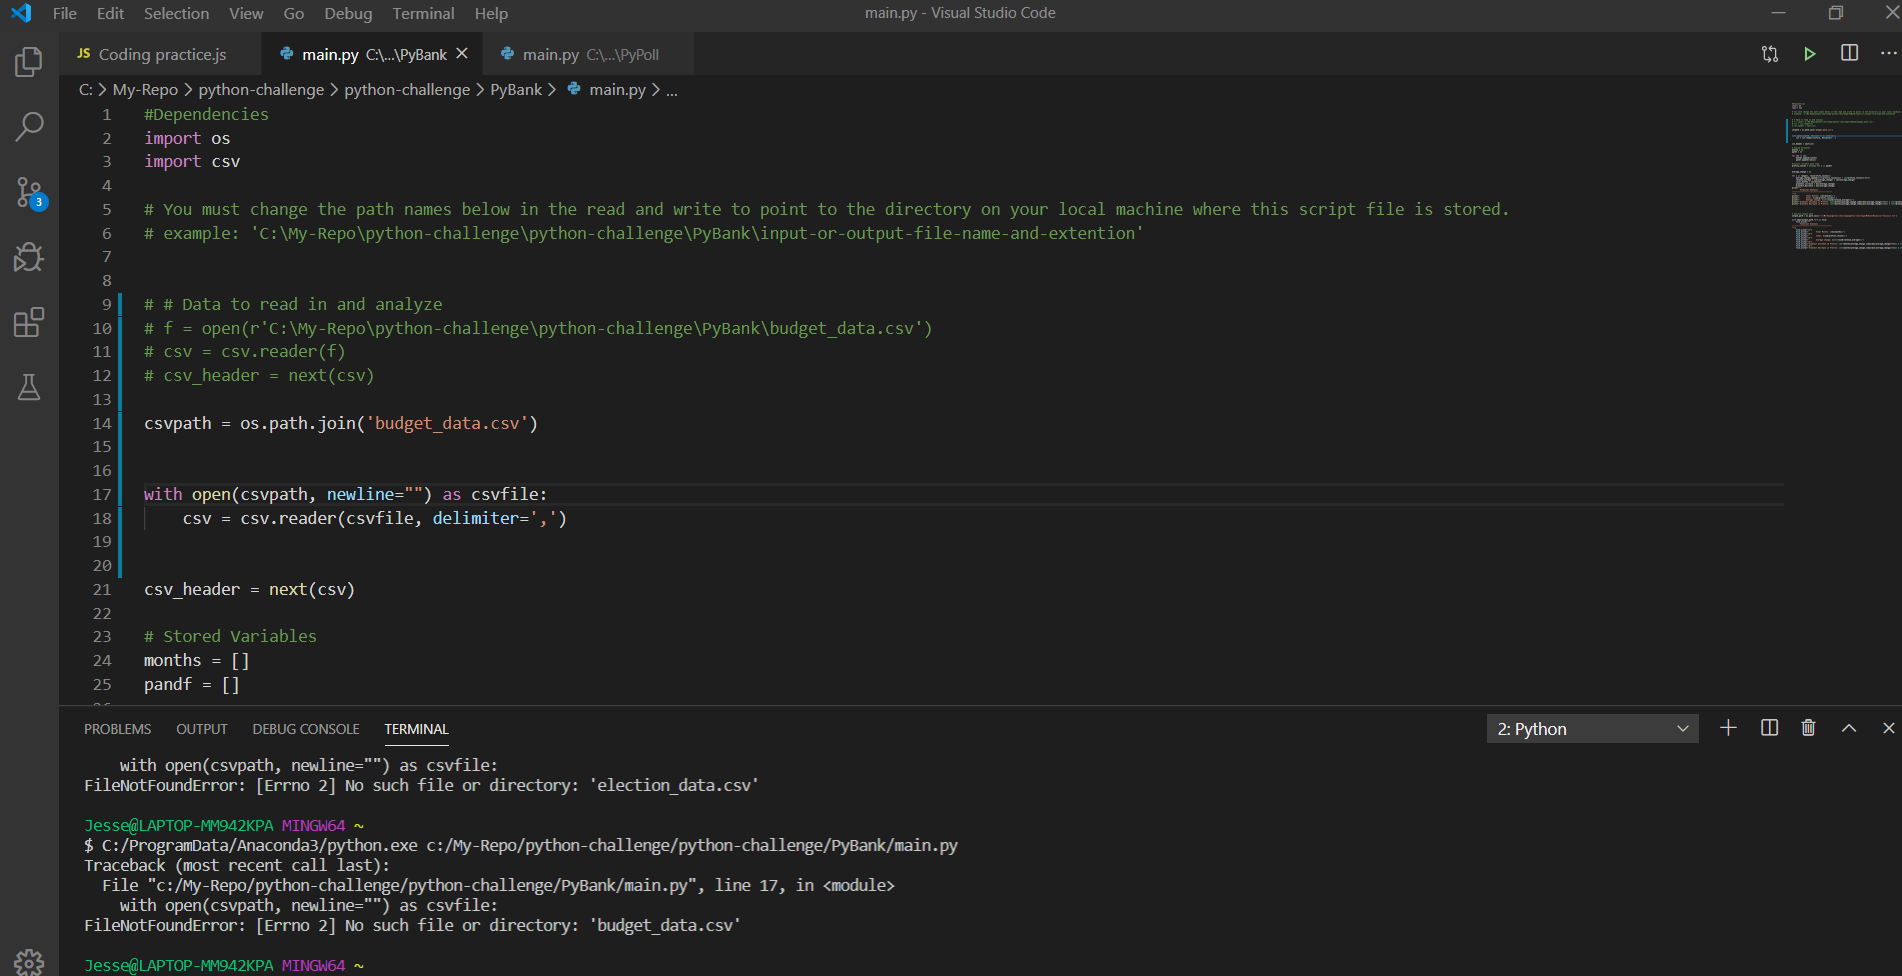 File Edit Selection View Go Debug Terminal Help
main.py - Visual Studio Code
JS Coding practice.js
main.py C:\...\PyBank
main.py C:\...\PyPoll
C: > My-Repo > python-challenge > python-challenge > PyBank > main.py > ...
1 #Dependencies
2 import os
3 import csv
4
5 # You must change the path names below in the read and write to point to the directory on your local machine where this script file is stored.
6 # example: 'C:\My-Repo\python-challenge\python-challenge\PyBank\input-or-output-file-name-and-extention'
7
8
9 # # Data to read in and analyze
10 # f = open(r'C:\My-Repo\python-challenge\python-challenge\PyBank\budget_data.csv')
11 # csv = csv.reader(f)
12 # csv_header = next(csv)
13
14 csvpath = os.path.join('budget_data.csv')
15
16
17 with open(csvpath, newline="") as csvfile:
18     csv = csv.reader(csvfile, delimiter=',')
19
20
21 csv_header = next(csv)
22
23 # Stored Variables
24 months = []
25 pandf = []
3
PROBLEMS OUTPUT DEBUG CONSOLE TERMINAL
2: Python
    with open(csvpath, newline="") as csvfile:
FileNotFoundError: [Errno 2] No such file or directory: 'election_data.csv'
Jesse@LAPTOP-MM942KPA MINGW64 ~
$ C:/ProgramData/Anaconda3/python.exe c:/My-Repo/python-challenge/python-challenge/PyBank/main.py
Traceback (most recent call last):
  File "c:/My-Repo/python-challenge/python-challenge/PyBank/main.py", line 17, in <module>
    with open(csvpath, newline="") as csvfile:
FileNotFoundError: [Errno 2] No such file or directory: 'budget_data.csv'
Jesse@LAPTOP-MM942KPA MINGW64 ~